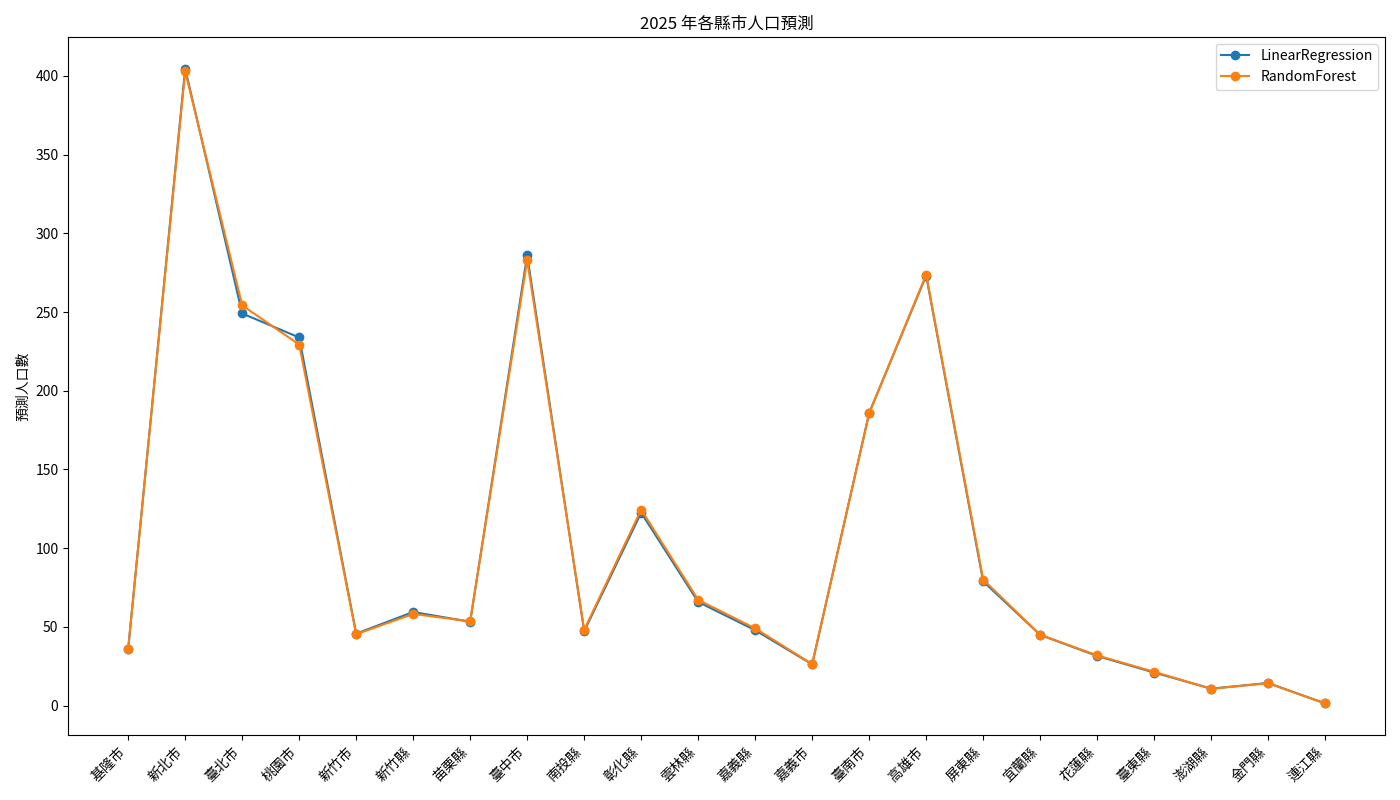 2025 年各縣市人口預測
LinearRegression
RandomForest
預測人口數
400
350
300
250
200
150
100
50
0
基隆市
新北市
臺北市
桃園市
新竹市
新竹縣
苗栗縣
臺中市
南投縣
彰化縣
雲林縣
嘉義縣
嘉義市
臺南市
高雄市
屏東縣
宜蘭縣
花蓮縣
臺東縣
澎湖縣
金門縣
連江縣